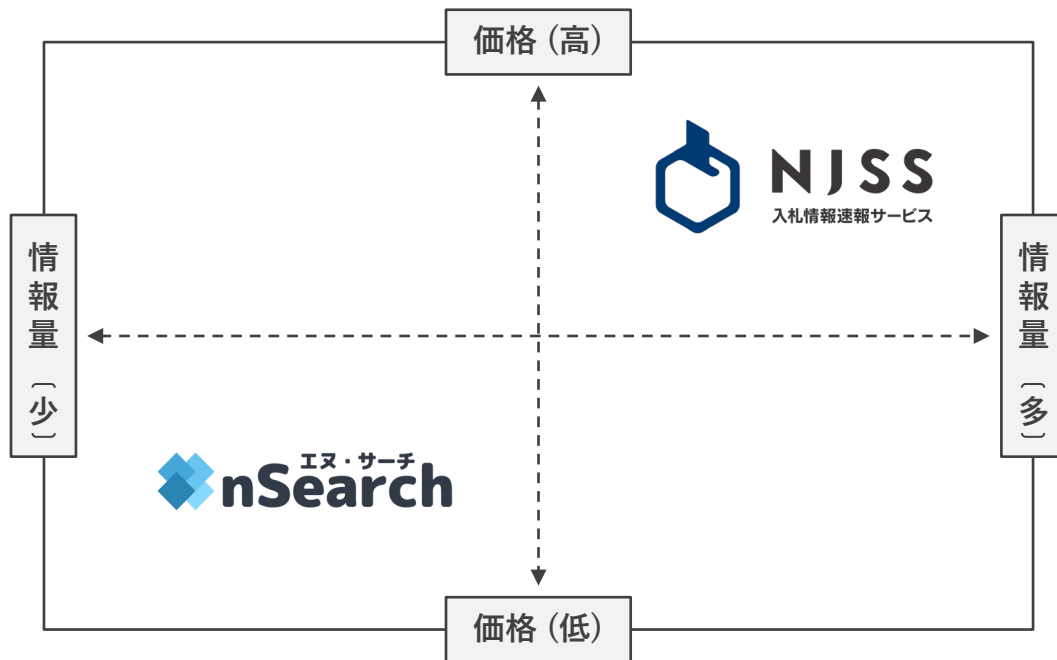 価格（高）
NJSS
入札情報速報サービス
情報量（少）
情報量（多）
エヌ・サーチ
nSearch
価格（低）